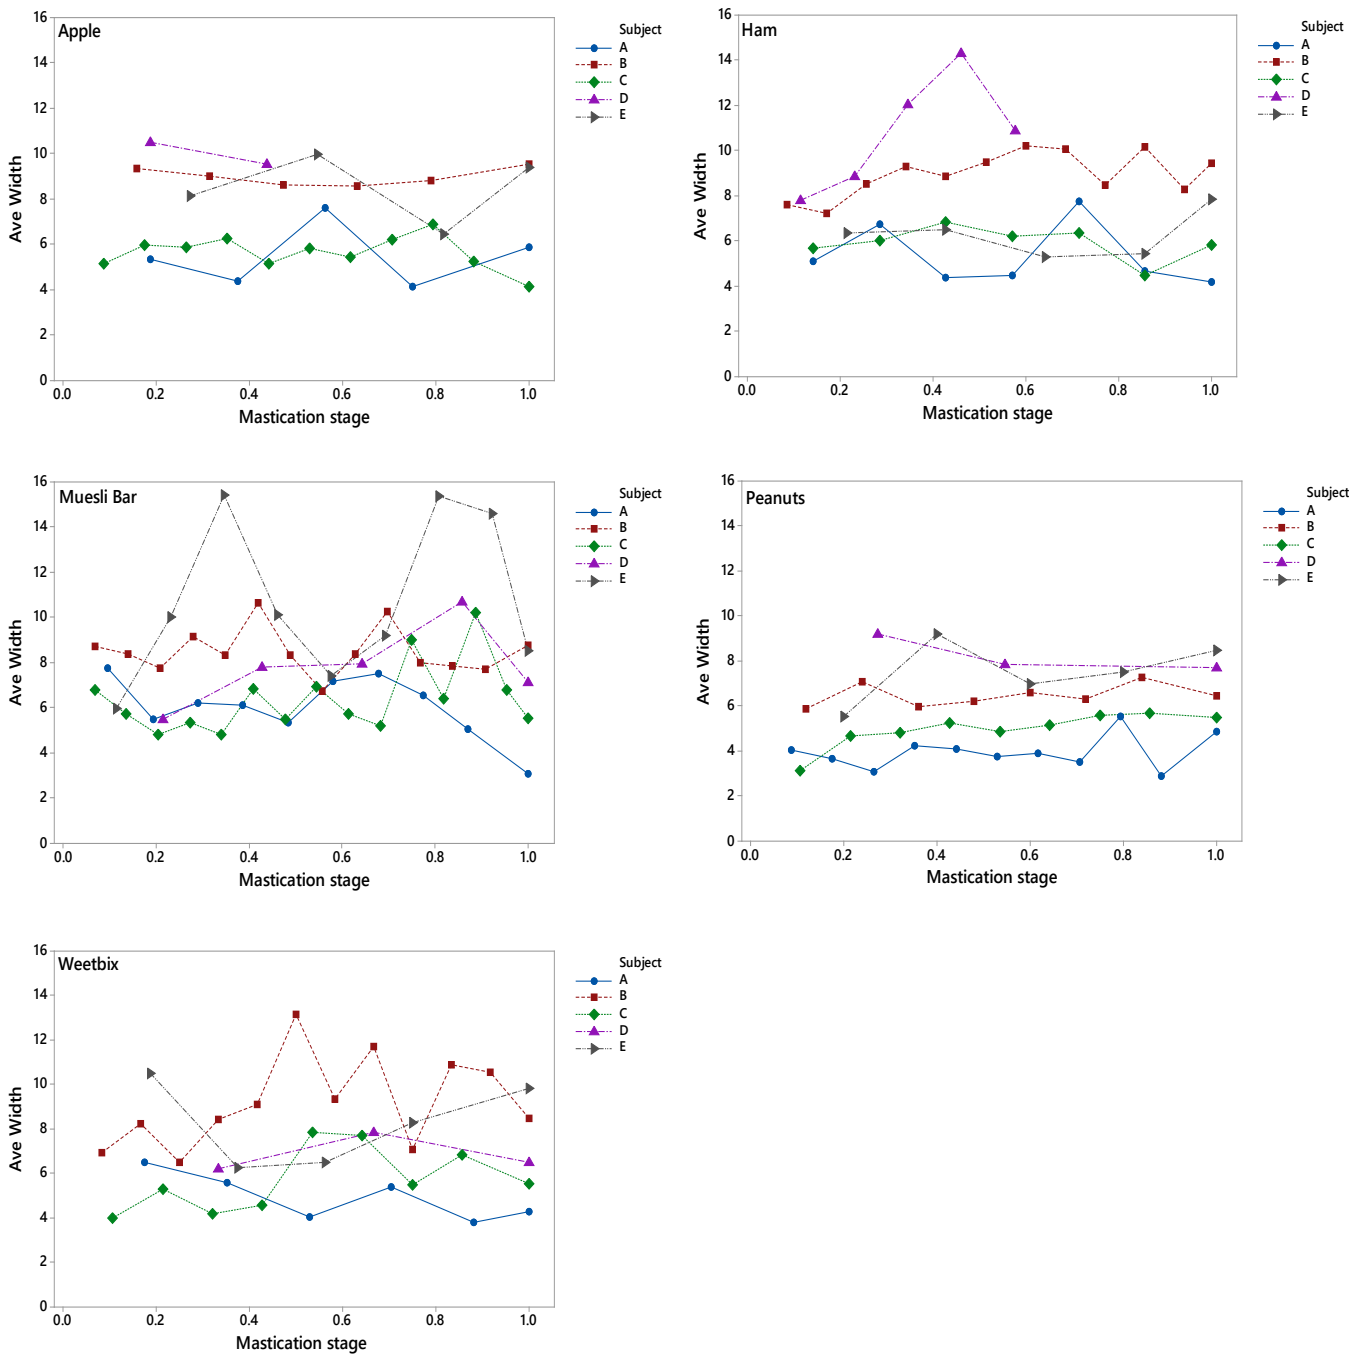 Apple
Ave Width
16
14
12
10
8
6
4
2
0
0.0 0.2 0.4 0.6 0.8 1.0
Mastication stage
Subject
A
B
C
D
E
Ham
Ave Width
16
14
12
10
8
6
4
2
0
0.0 0.2 0.4 0.6 0.8 1.0
Mastication stage
Subject
A
B
C
D
E
Muesli Bar
Ave Width
16
14
12
10
8
6
4
2
0
0.0 0.2 0.4 0.6 0.8 1.0
Mastication stage
Subject
A
B
C
D
E
Peanuts
Ave Width
16
14
12
10
8
6
4
2
0
0.0 0.2 0.4 0.6 0.8 1.0
Mastication stage
Subject
A
B
C
D
E
Weetbix
Ave Width
16
14
12
10
8
6
4
2
0
0.0 0.2 0.4 0.6 0.8 1.0
Mastication stage
Subject
A
B
C
D
E